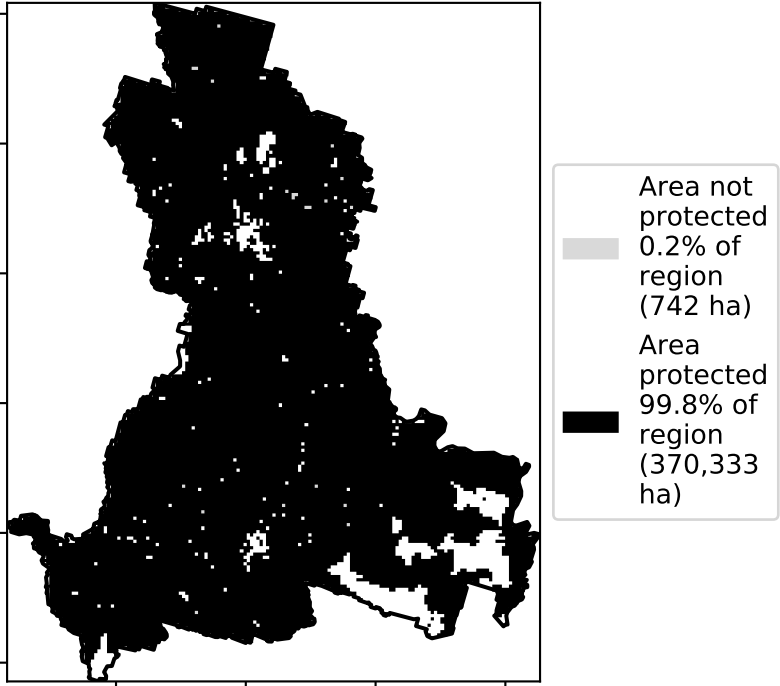 Area not
protected
0.2% of
region
(742 ha)
Area
protected
99.8% of
region
(370,333
ha)